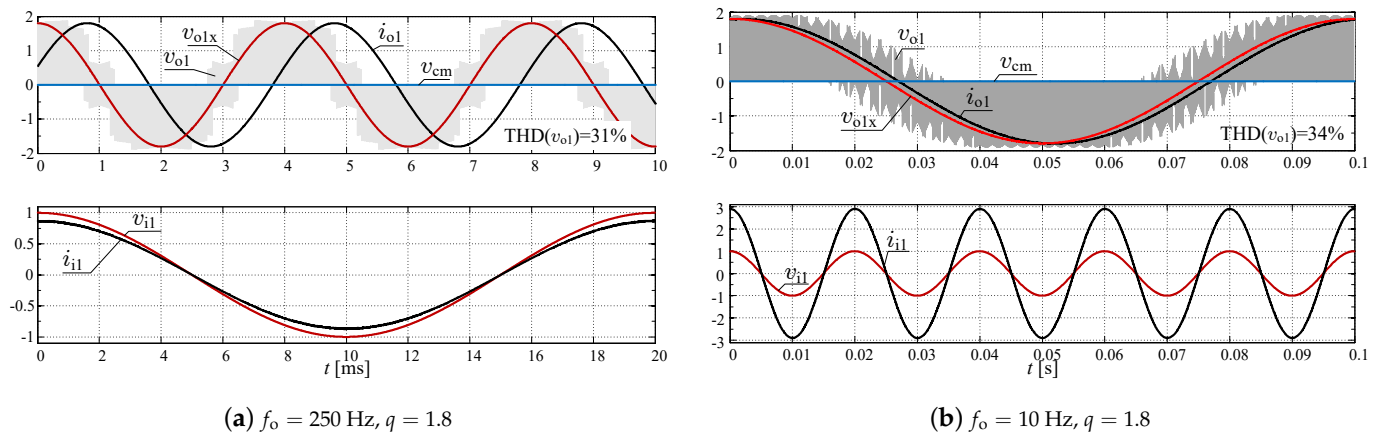 2
1
0
-1
-2
v_o1x
v_o1
i_o1
v_cm
THD(v_o1)=31%
0 1 2 3 4 5 6 7 8 9 10
1
0.5
0
-0.5
-1
v_i1
i_i1
0 2 4 6 8 10 12 14 16 18 20
t [ms]
(a) f_o = 250 Hz, q = 1.8
2
1
0
-1
-2
v_o1
v_cm
i_o1
v_o1x
THD(v_o1)=34%
0 0.01 0.02 0.03 0.04 0.05 0.06 0.07 0.08 0.09 0.1
3
2
1
0
-1
-2
-3
i_i1
v_i1
0 0.01 0.02 0.03 0.04 0.05 0.06 0.07 0.08 0.09 0.1
t [s]
(b) f_o = 10 Hz, q = 1.8